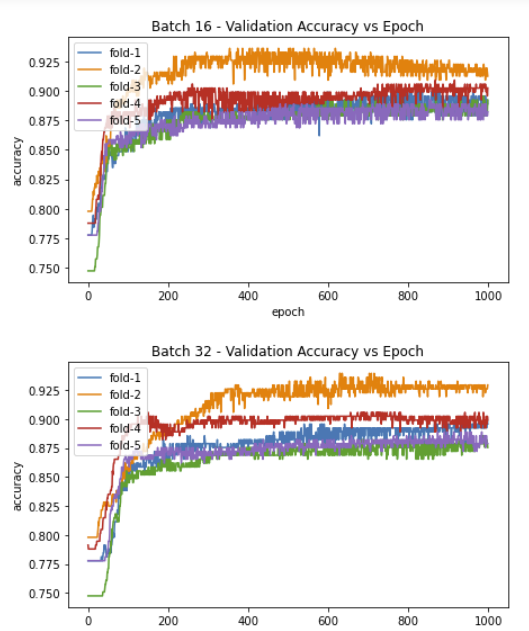 Batch 16 - Validation Accuracy vs Epoch
accuracy
0.925
0.900
0.875
0.850
0.825
0.800
0.775
0.750
fold-1
fold-2
fold-3
fold-4
fold-5
0 200 400 600 800 1000
epoch
Batch 32 - Validation Accuracy vs Epoch
accuracy
0.925
0.900
0.875
0.850
0.825
0.800
0.775
0.750
fold-1
fold-2
fold-3
fold-4
fold-5
0 200 400 600 800 1000